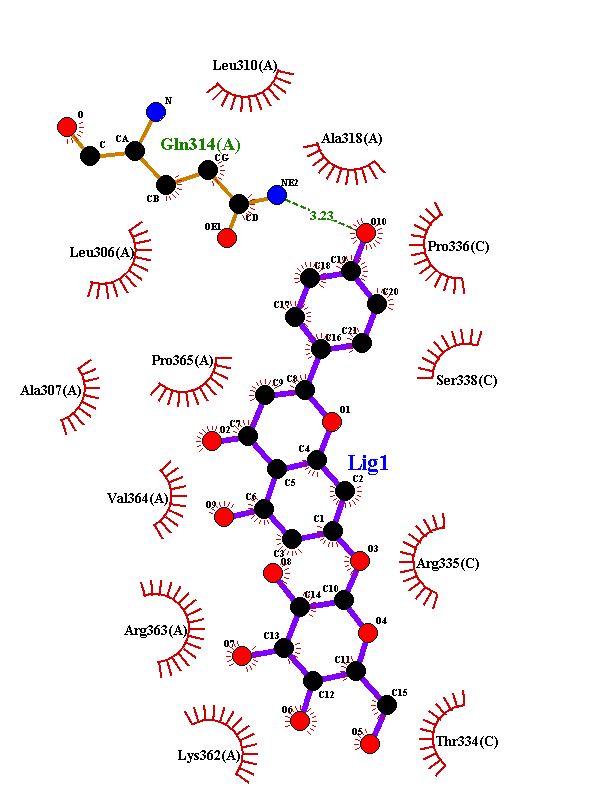 Leu310(A)
O
N
C
CA
Gln314(A)
Ala318(A)
CG
CB
NE2
CD
3.23
O10
OE1
Leu306(A)
Pro336(C)
C19
C18
C20
C17
C21
C16
Pro365(A)
Ser338(C)
Ala307(A)
C9
C8
O1
O2
C7
C4
Lig1
C5
C2
Val364(A)
O9
C6
C1
C3
O3
O8
Arg335(C)
C14
C10
Arg363(A)
O4
C13
O7
C11
C12
C15
O6
O5
Thr334(C)
Lys362(A)